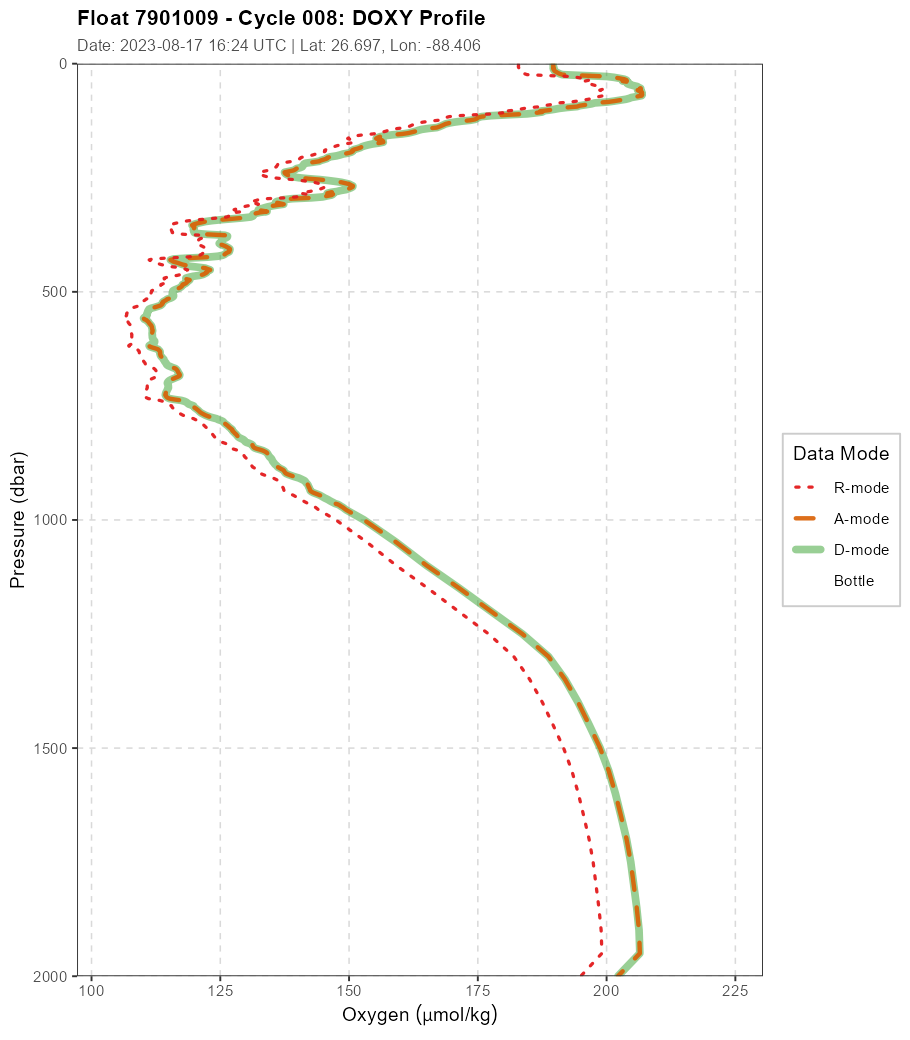 Float 7901009 - Cycle 008: DOXY Profile
Date: 2023-08-17 16:24 UTC | Lat: 26.697, Lon: -88.406
0
500
1000
1500
2000
Pressure (dbar)
100 125 150 175 200 225
Oxygen (μmol/kg)
Data Mode
R-mode
A-mode
D-mode
Bottle